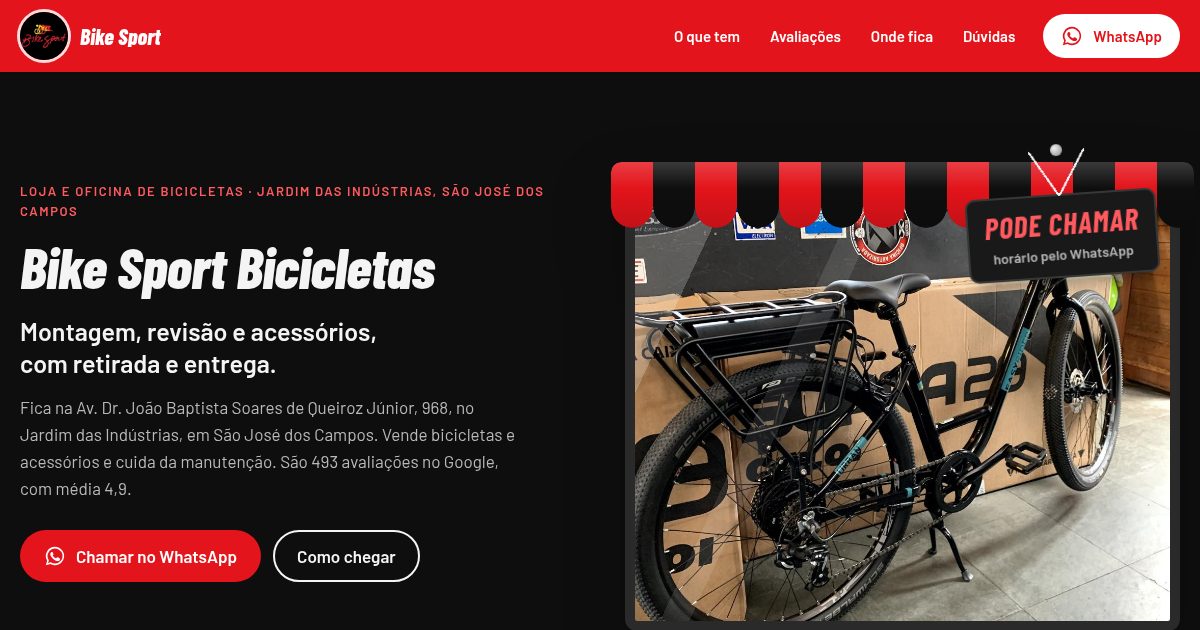 Bike Sport
Bike Sport
O que tem
Avaliações
Onde fica
Dúvidas
WhatsApp
LOJA E OFICINA DE BICICLETAS · JARDIM DAS INDÚSTRIAS, SÃO JOSÉ DOS
CAMPOS
Bike Sport Bicicletas
Montagem, revisão e acessórios,
com retirada e entrega.
Fica na Av. Dr. João Baptista Soares de Queiroz Júnior, 968, no
Jardim das Indústrias, em São José dos Campos. Vende bicicletas e
acessórios e cuida da manutenção. São 493 avaliações no Google,
com média 4,9.
Chamar no WhatsApp
Como chegar
PODE CHAMAR
horário pelo WhatsApp